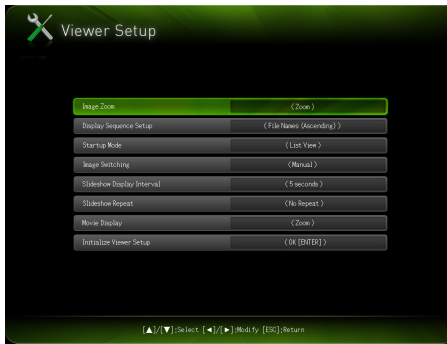 Viewer Setup
Image Zoom (Zoom)
Display Sequence Setup (File Names (Ascending))
Startup Mode (List View)
Image Switching (Manual)
Slideshow Display Interval (5 seconds)
Slideshow Repeat (No Repeat)
Movie Display (Zoom)
Initialize Viewer Setup (OK [ENTER])
[▲]/[▼]:Select [◄]/[►]:Modify [ESC]:Return